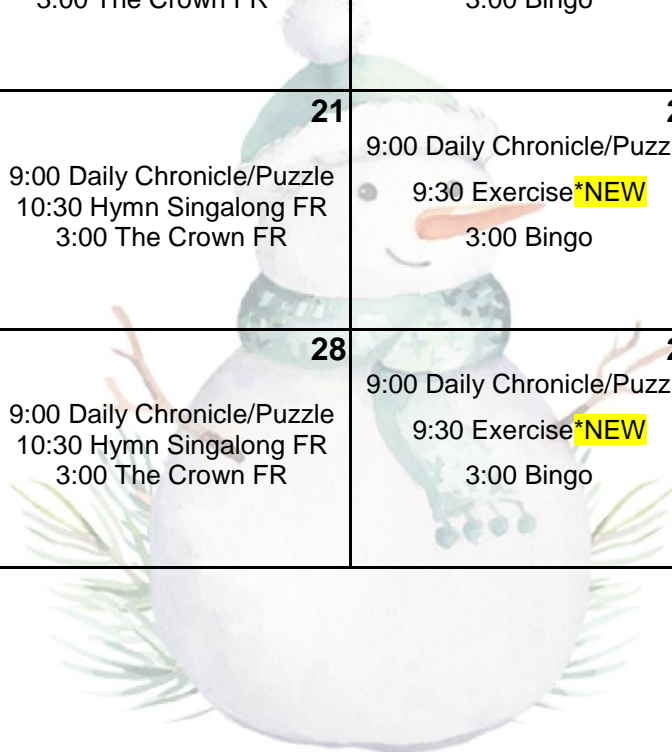 3:00 The Crown FR
3:00 Bingo
21
9:00 Daily Chronicle/Puzzle
10:30 Hymn Singalong FR
3:00 The Crown FR
2
9:00 Daily Chronicle/Puzz
9:30 Exercise*NEW
3:00 Bingo
28
9:00 Daily Chronicle/Puzzle
10:30 Hymn Singalong FR
3:00 The Crown FR
2
9:00 Daily Chronicle/Puzz
9:30 Exercise*NEW
3:00 Bingo